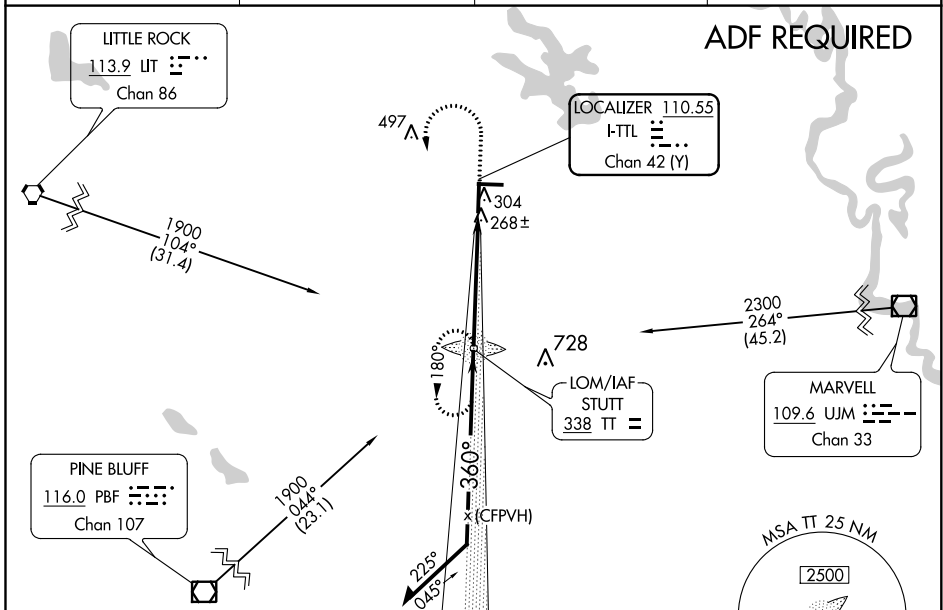 ADF REQUIRED
LITTLE ROCK
113.9 LIT
Chan 86
497
LOCALIZER 110.55
I-TTL
Chan 42 (Y)
304
268±
1900
104°
(31.4)
2300
264°
(45.2)
728
180°
LOM/IAF
STUTT
338 TT
MARVELL
109.6 UJM
Chan 33
PINE BLUFF
116.0 PBF
Chan 107
1900
044°
(23.1)
360°
(CFPVH)
225°
045°
MSA TT 25 NM
2500